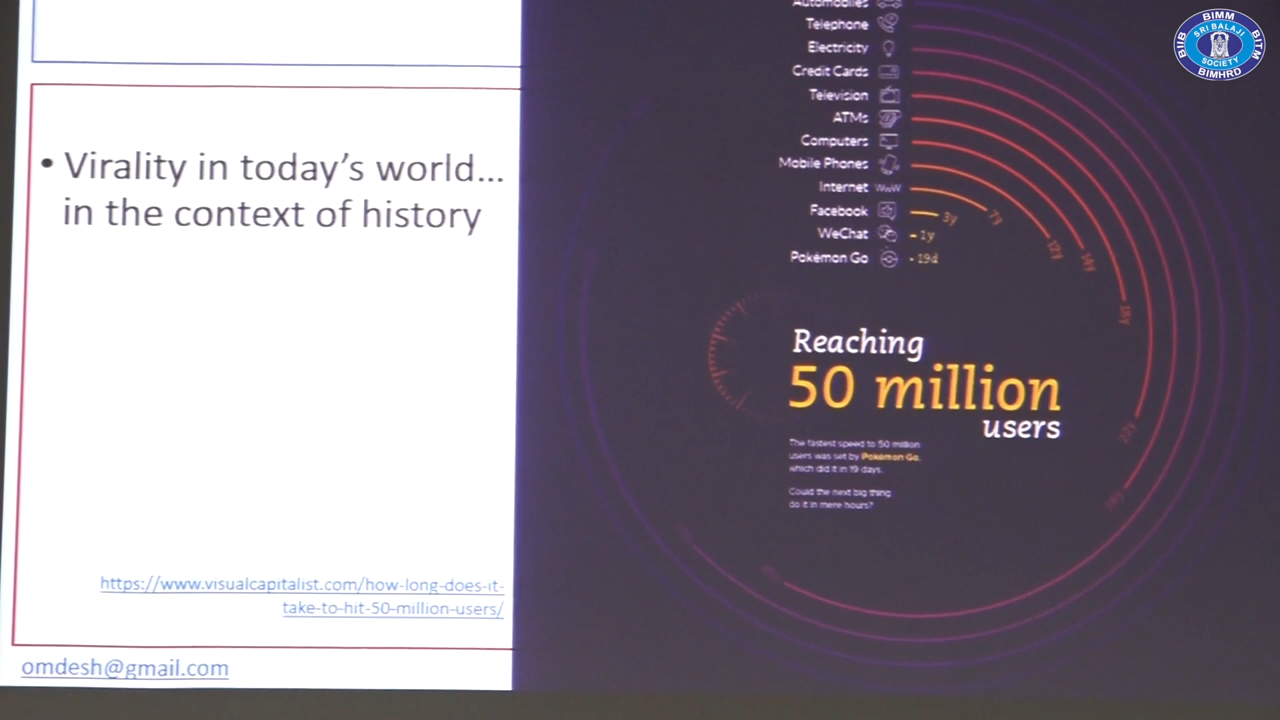 • Virality in today's world...
in the context of history
https://www.visualcapitalist.com/how-long-does-it-
take-to-hit-50-million-users/
omdesh@gmail.com
Automobiles
Telephone
Electricity
Credit Cards
Television
ATMs
Computers
Mobile Phones
Internet WWW
Facebook 3y 7y
WeChat 1y 12y
Pokémon Go 19d 14y
18y
Reaching
50 million
users
The fastest speed to 50 million
users was set by Pokémon Go,
which did it in 19 days.
Could the next big thing
do it in mere hours?
BIMM
SRI BALAJI
SOCIETY
BIIB
BITM
BIMHRD